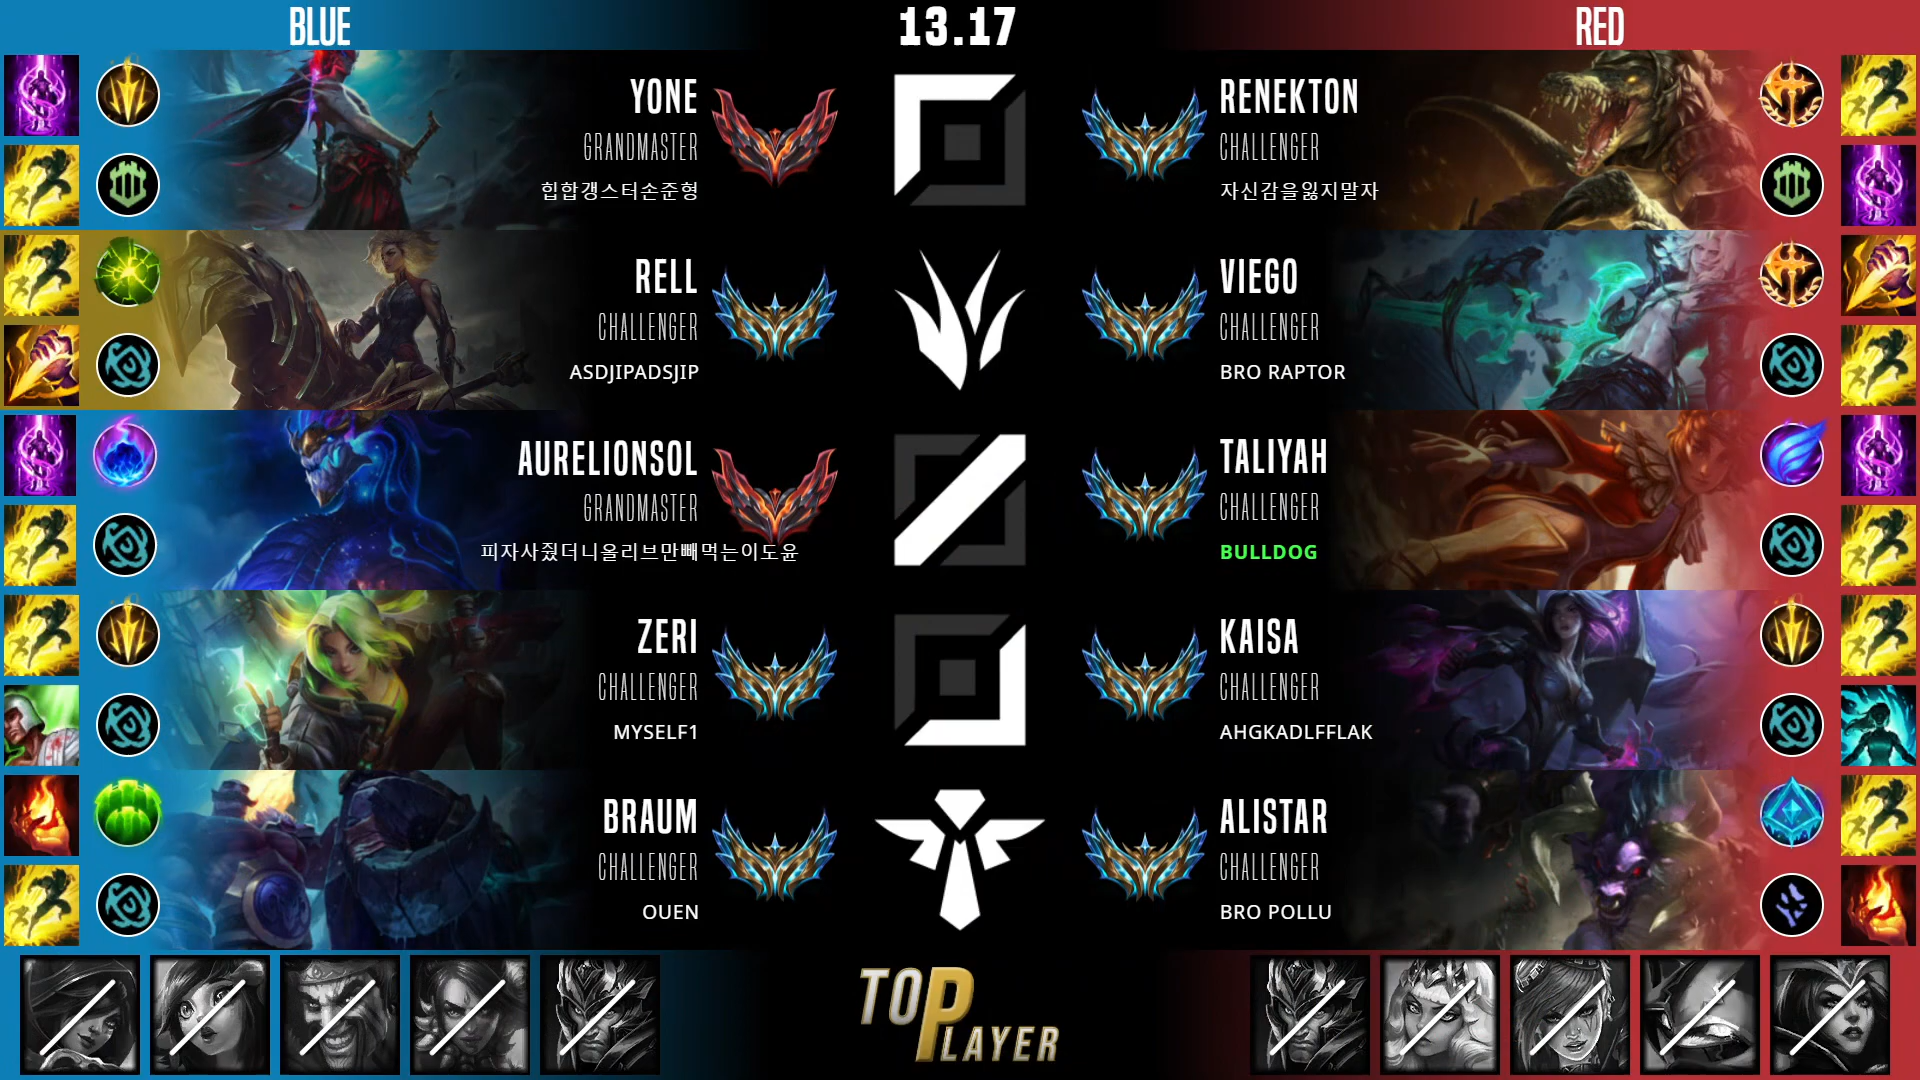 BLUE
13.17
RED
YONE
GRANDMASTER
힙합갱스터손준형
RENEKTON
CHALLENGER
자신감을잃지말자
RELL
CHALLENGER
ASDJIPADSJIP
VIEGO
CHALLENGER
BRO RAPTOR
AURELIONSOL
GRANDMASTER
피자사줬더니올리브만빼먹는이도윤
TALIYAH
CHALLENGER
BULLDOG
ZERI
CHALLENGER
MYSELF1
KAISA
CHALLENGER
AHGKADLFFLAK
BRAUM
CHALLENGER
OUEN
ALISTAR
CHALLENGER
BRO POLLU
TOP
PLAYER